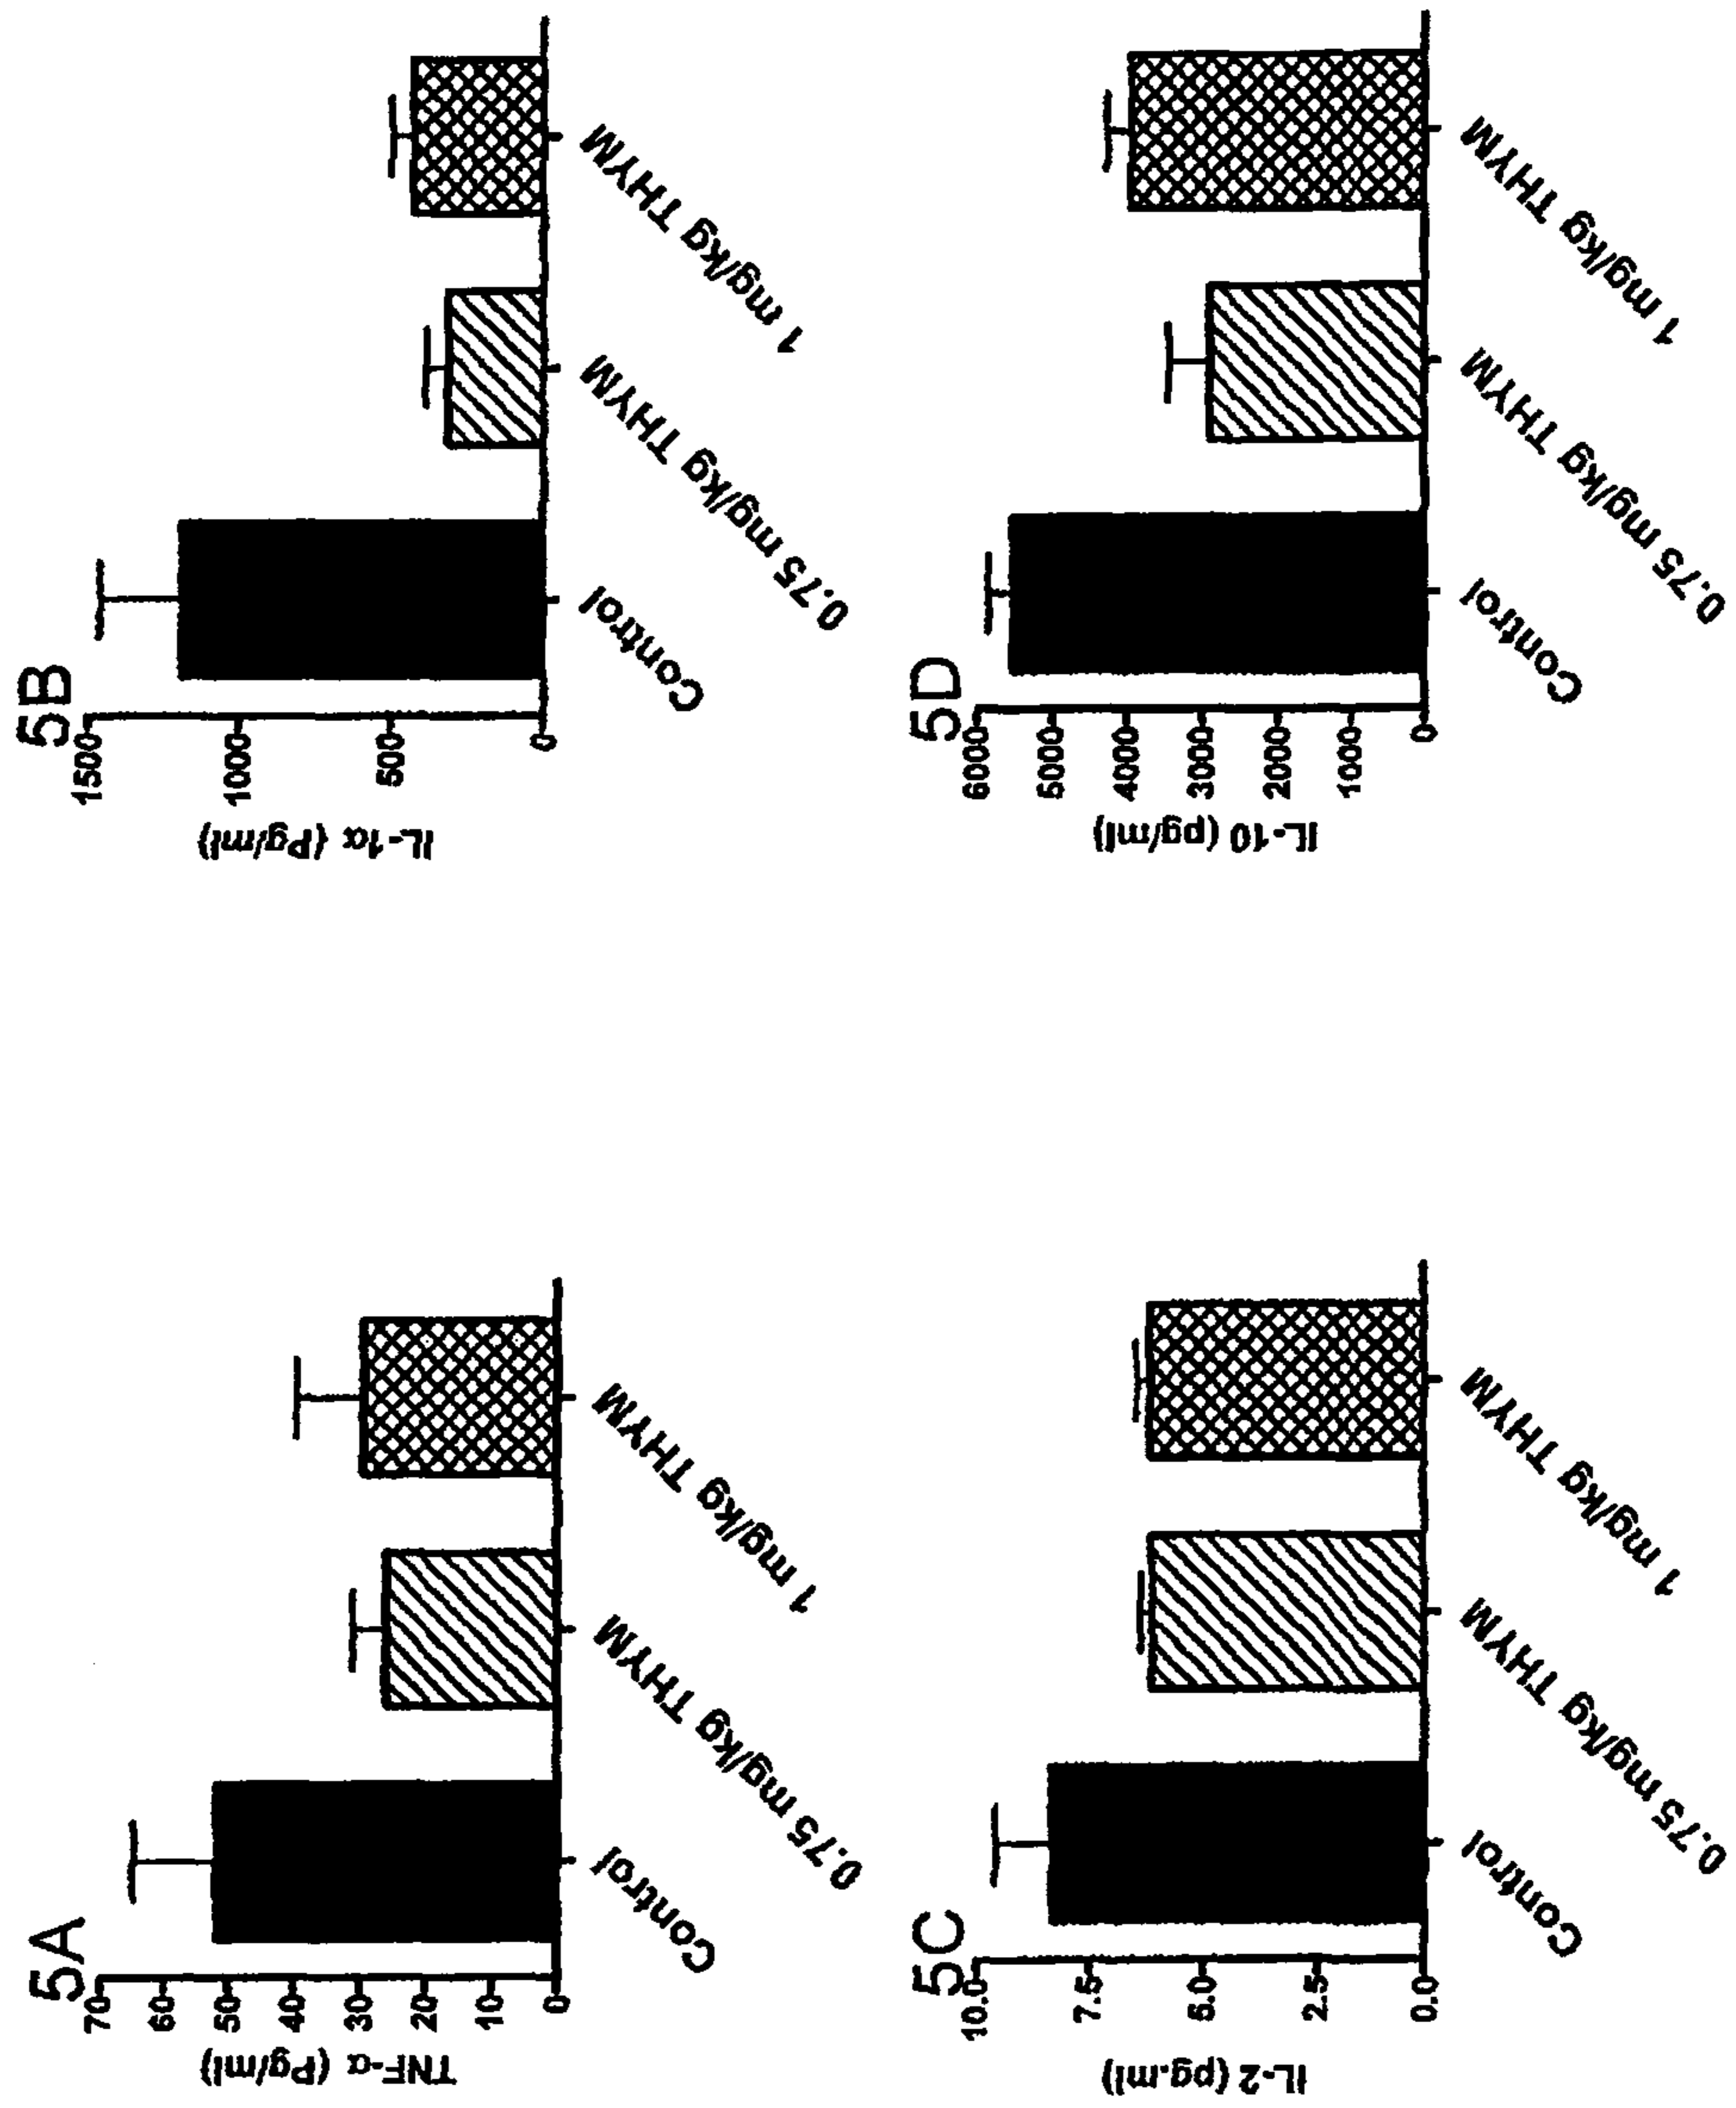 5A
TNF-α (Pg/ml)
70
60
50
40
30
20
10
0
Control
0.75 mg/kg THYM
1 mg/kg THYM
5B
IL-1α (Pg/ml)
1500
1000
500
0
Control
0.75 mg/kg THYM
1 mg/kg THYM
5C
IL-2 (pg.ml)
10.0
7.5
5.0
2.5
0.0
Control
0.75 mg/kg THYM
1 mg/kg THYM
5D
IL-10 (pg/ml)
6000
5000
4000
3000
2000
1000
0
Control
0.75 mg/kg THYM
1 mg/kg THYM